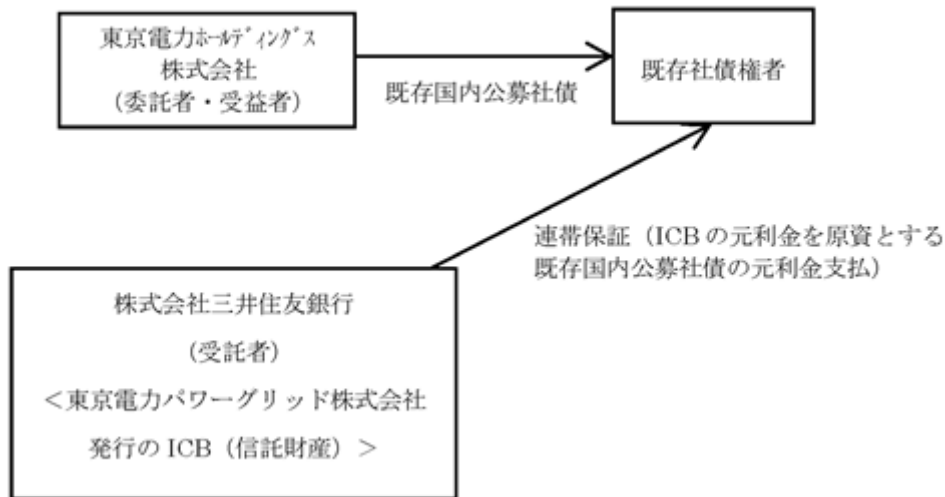 東京電力ﾎｰﾙﾃﾞｨﾝｸﾞｽ
株式会社
(委託者・受益者)
既存国内公募社債
既存社債権者
連帯保証（ICB の元利金を原資とする
既存国内公募社債の元利金支払）
株式会社三井住友銀行
(受託者)
＜東京電力パワーグリッド株式会社
発行の ICB（信託財産）＞